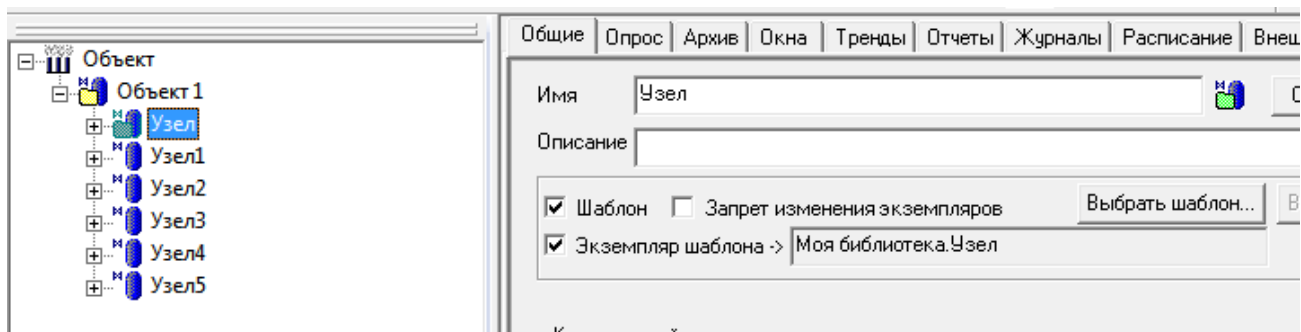 Объект
Объект 1
Узел
Узел1
Узел2
Узел3
Узел4
Узел5
Общие Опрос Архив Окна Тренды Отчеты Журналы Расписание
Имя Узел
Описание
Шаблон Запрет изменения экземпляров Выбрать шаблон...
Экземпляр шаблона -> Моя библиотека.Узел